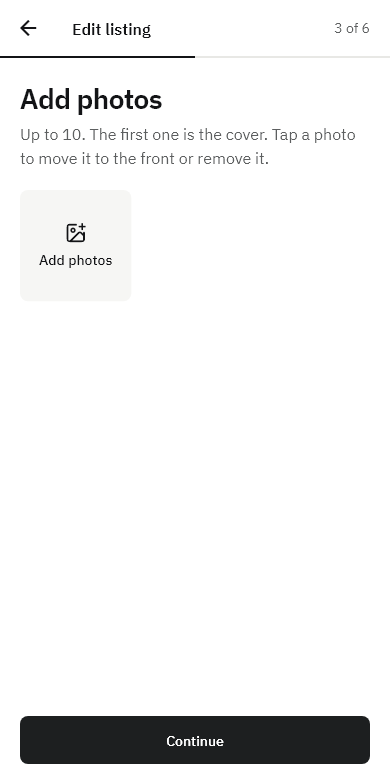 Edit listing
3 of 6
Add photos
Up to 10. The first one is the cover. Tap a photo
to move it to the front or remove it.
Add photos
Continue